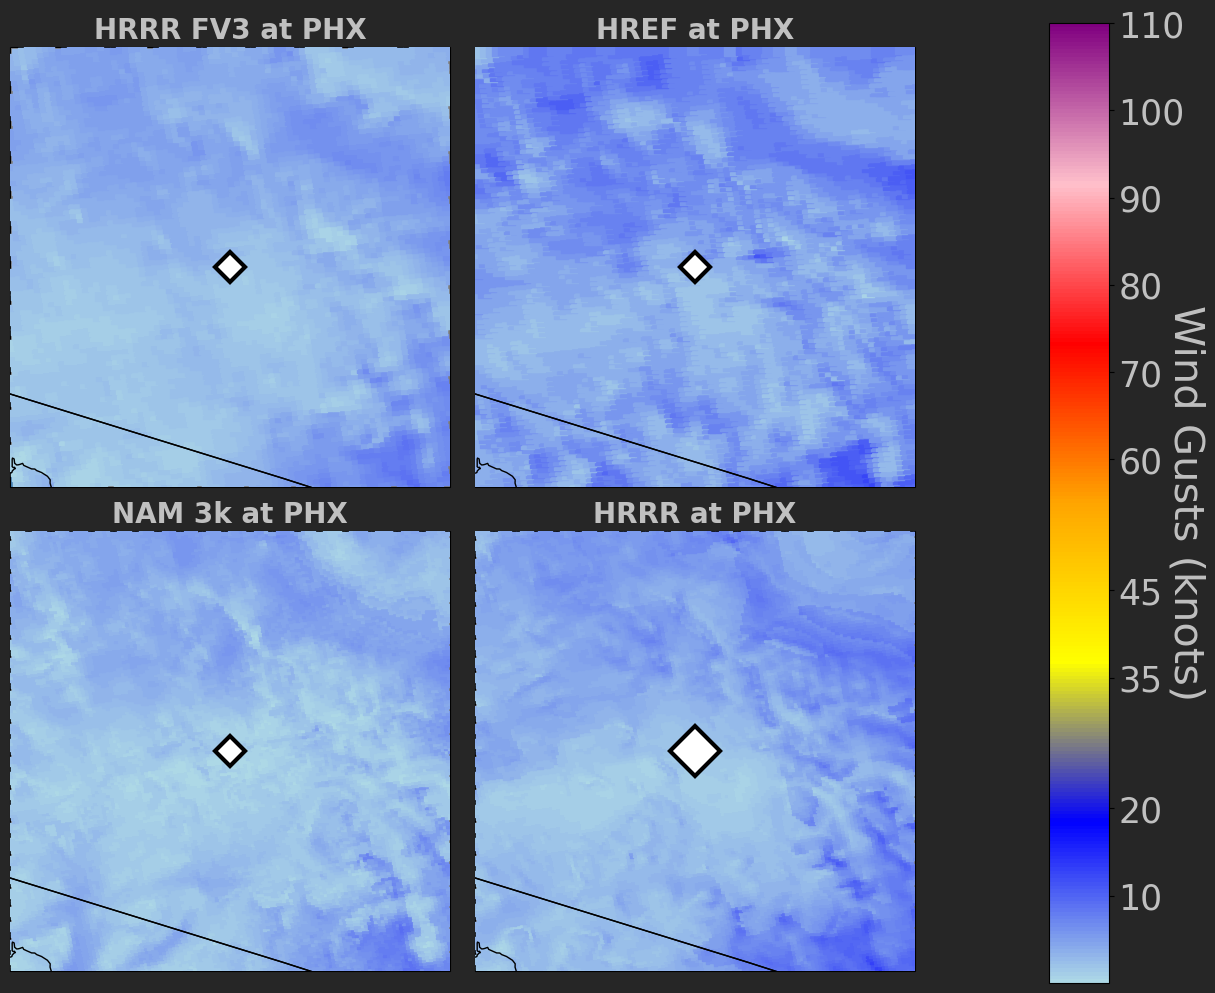 HRRR FV3 at PHX
HREF at PHX
NAM 3k at PHX
HRRR at PHX
110
100
90
80
70
60
45
35
20
10
Wind Gusts (knots)